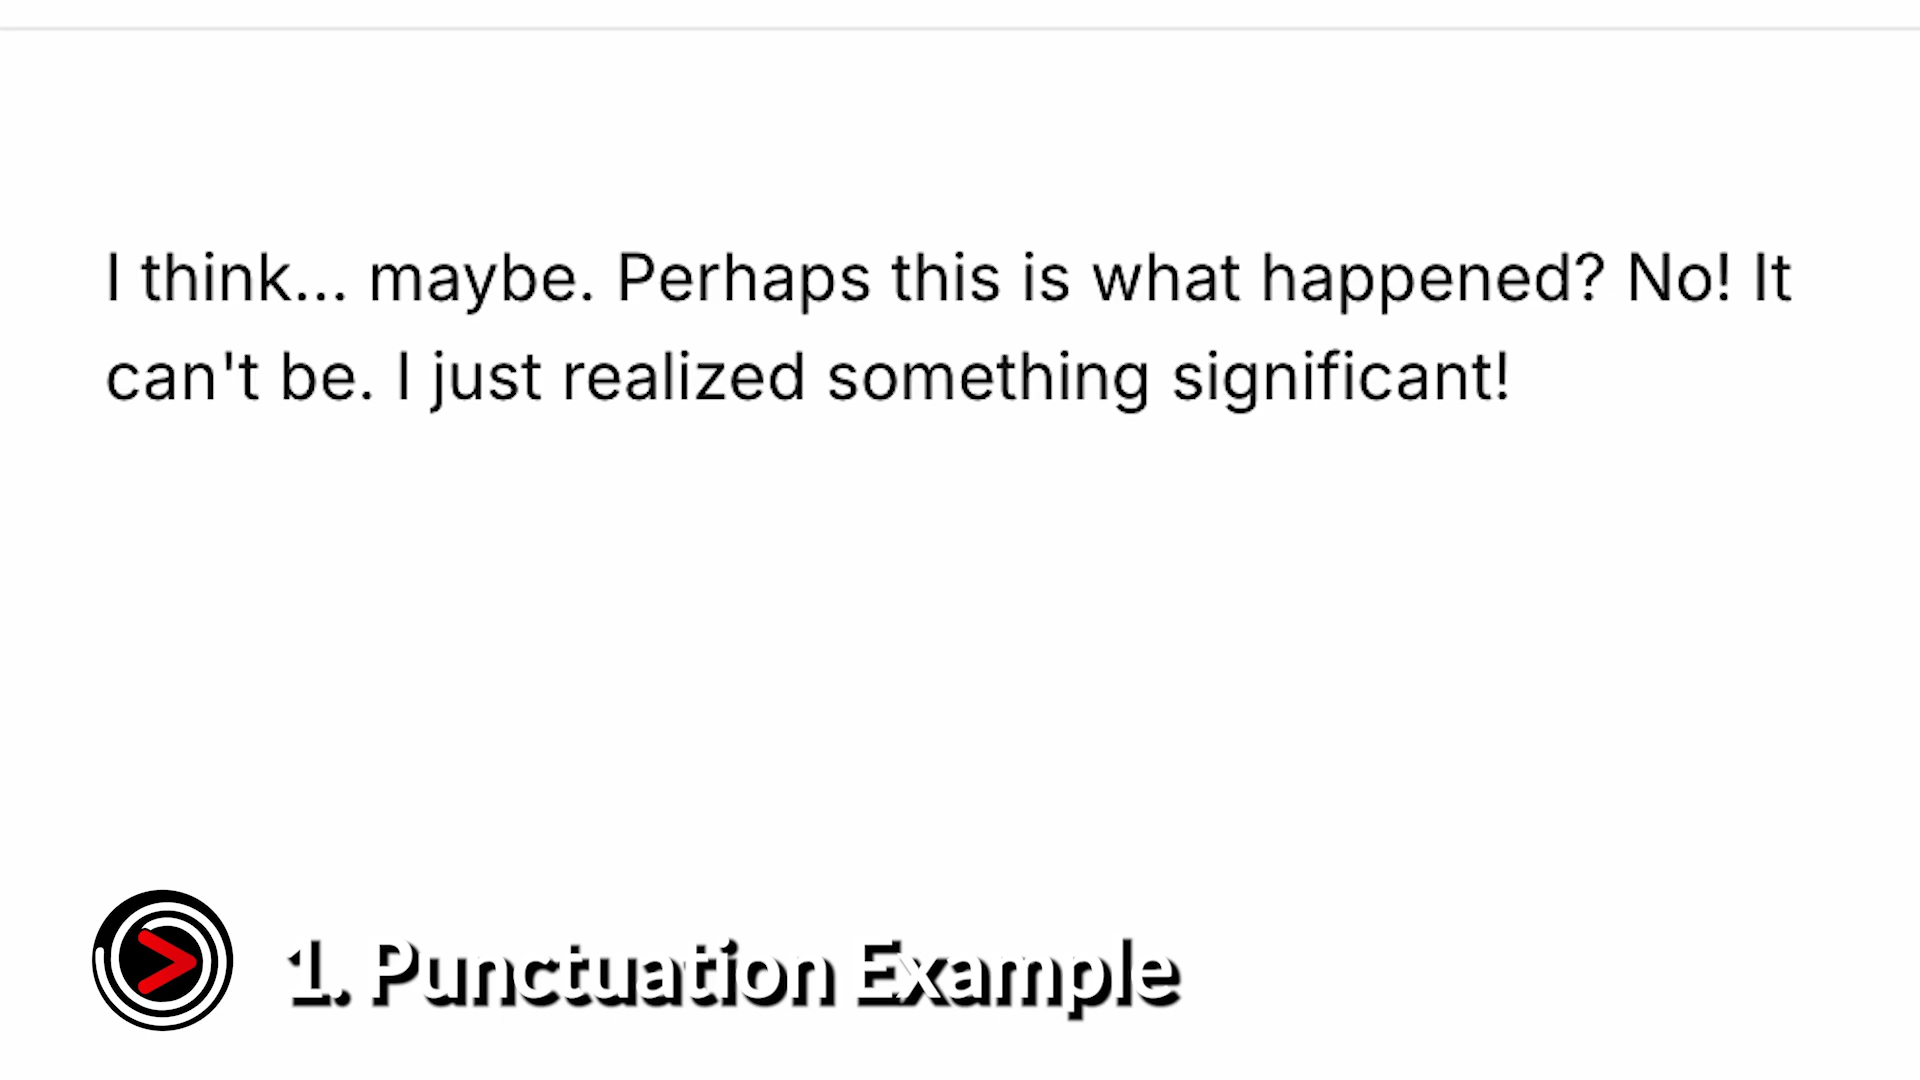 I think... maybe. Perhaps this is what happened? No! It
can't be. I just realized something significant!
1. Punctuation Example